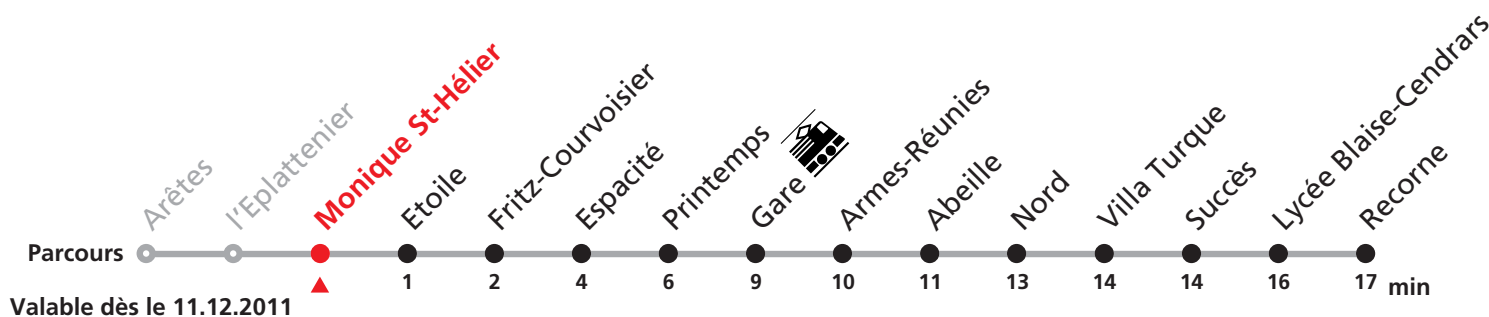 Arêtes
l'Eplattenier
Monique St-Hélier
Etoile
Fritz-Courvoisier
Espacité
Printemps
Gare
Armes-Réunies
Abeille
Nord
Villa Turque
Succès
Lycée Blaise-Cendrars
Recorne
Parcours
1 2 4 6 9 10 11 13 14 14 16 17 min
Valable dès le 11.12.2011